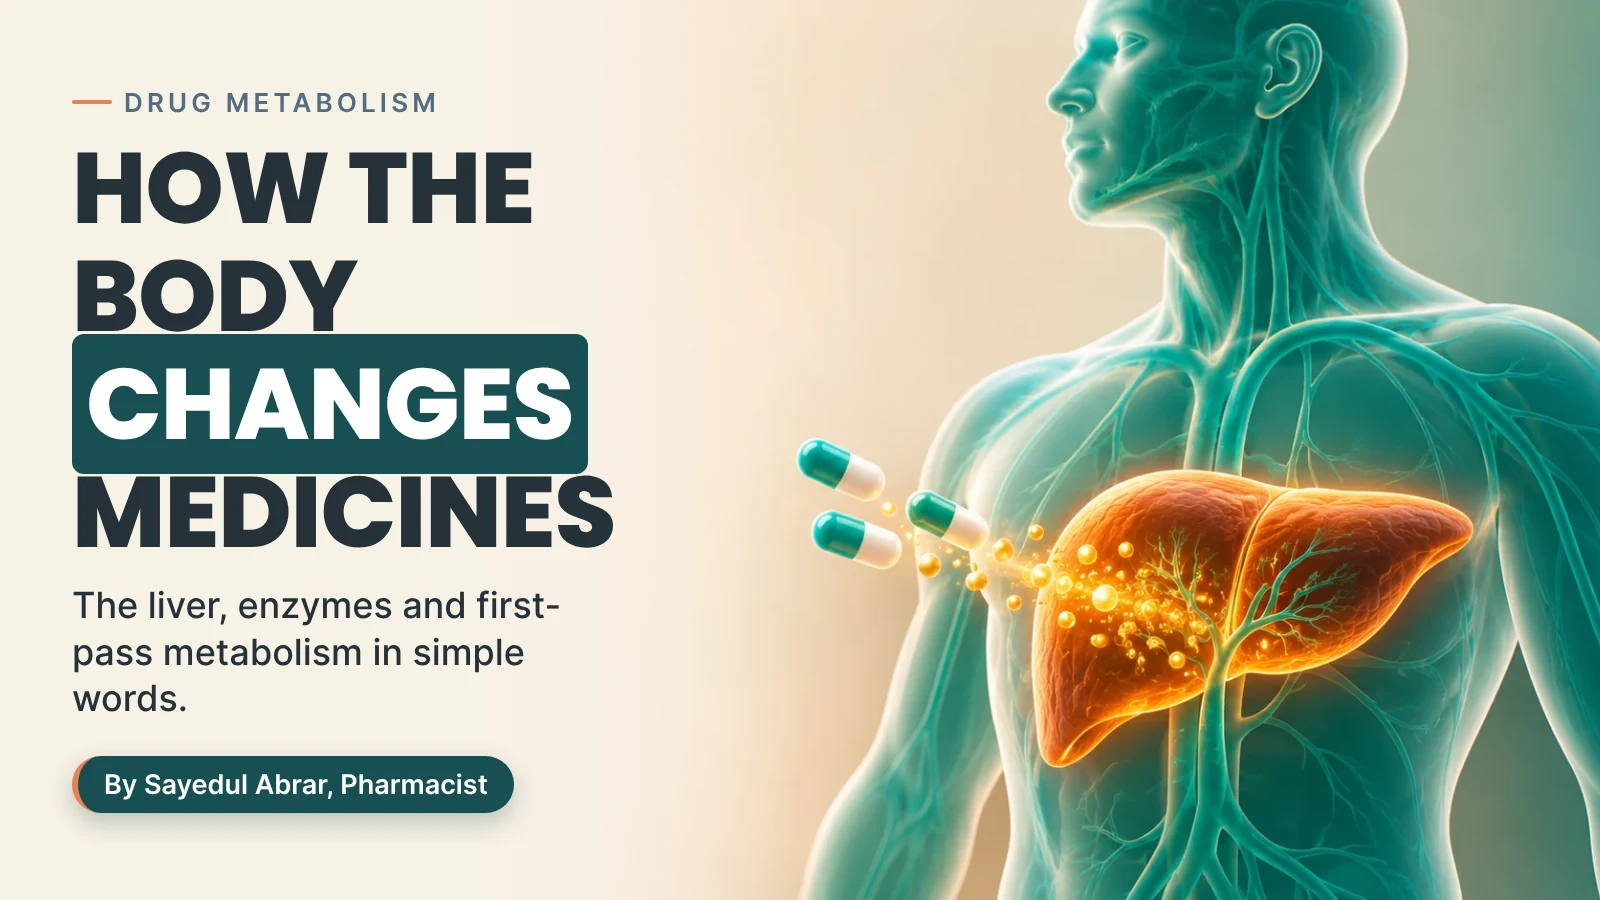 DRUG METABOLISM
HOW THE
BODY
CHANGES
MEDICINES
The liver, enzymes and first-
pass metabolism in simple
words.
By Sayedul Abrar, Pharmacist